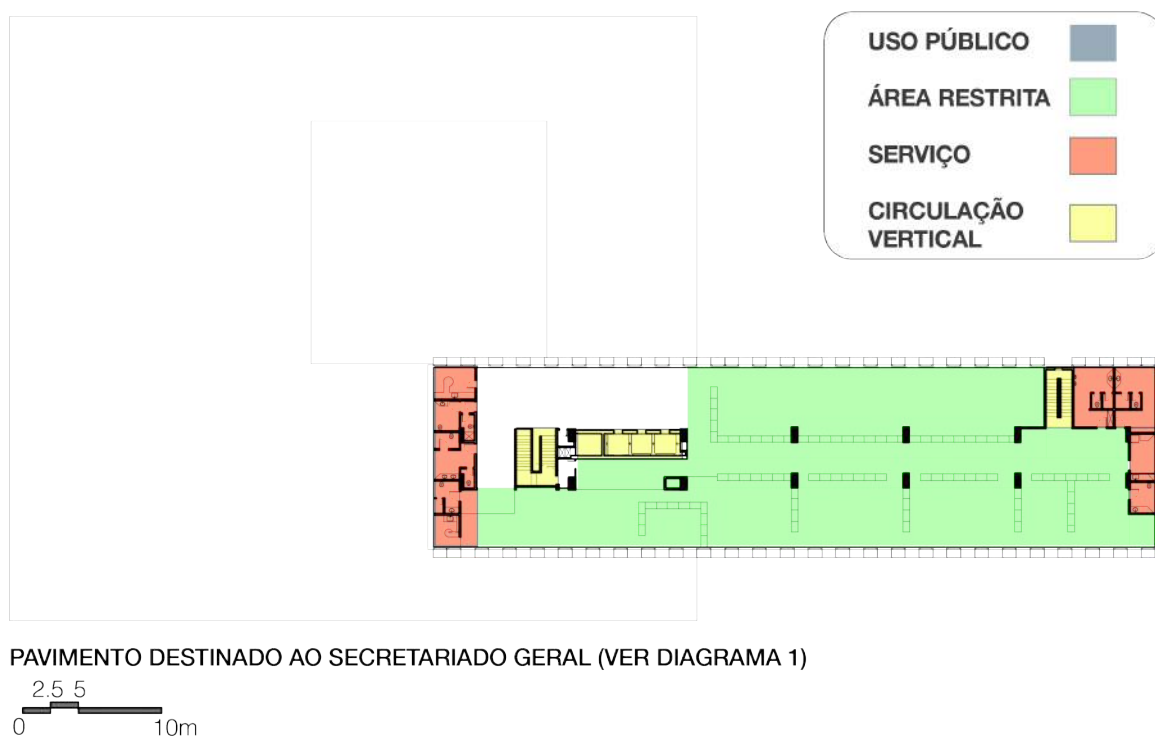 USO PÚBLICO
ÁREA RESTRITA
SERVIÇO
CIRCULAÇÃO
VERTICAL
PAVIMENTO DESTINADO AO SECRETARIADO GERAL (VER DIAGRAMA 1)
2.5 5
0 10m